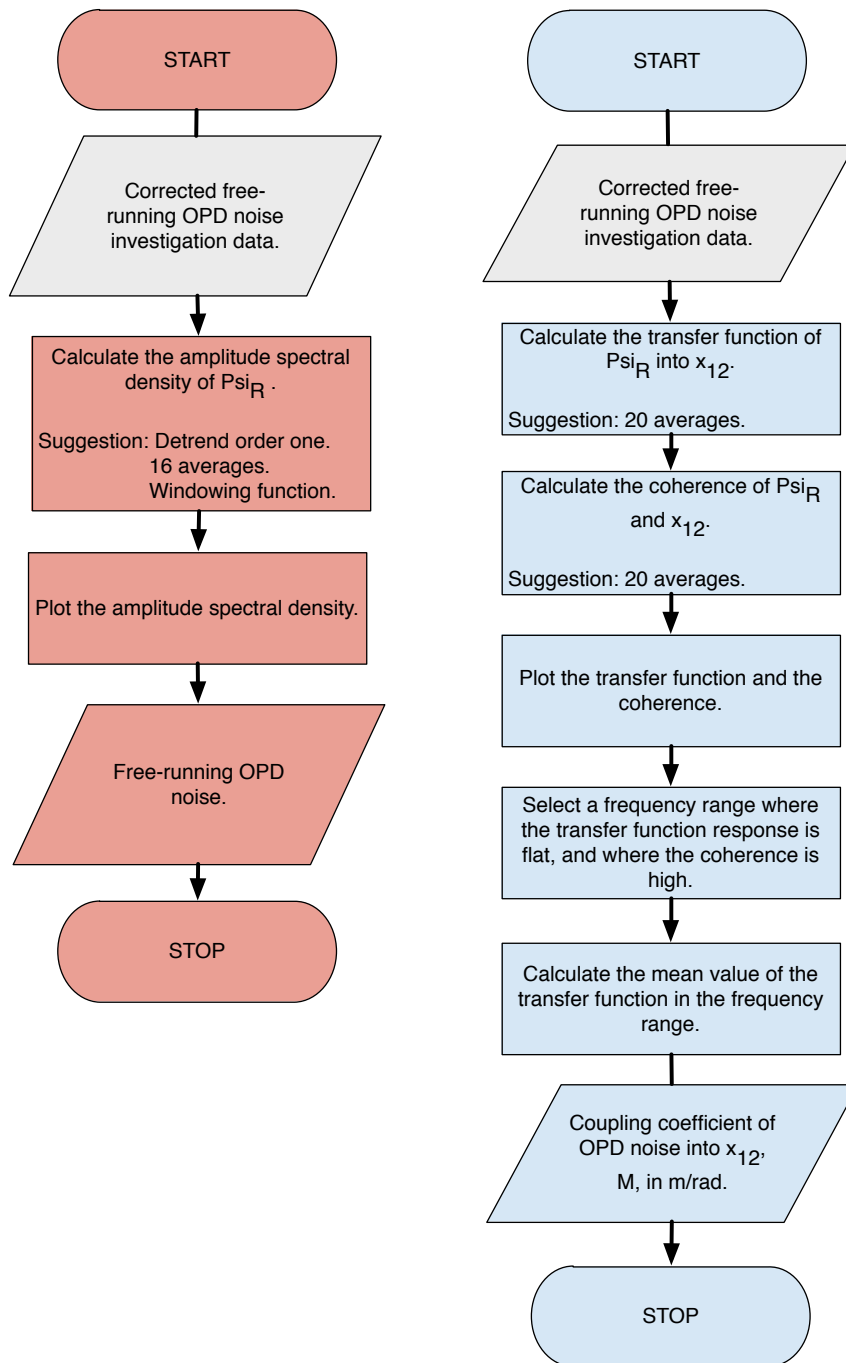 START
Corrected free-
running OPD noise
investigation data.
Calculate the amplitude spectral
density of Psi_R .
Suggestion: Detrend order one.
16 averages.
Windowing function.
Plot the amplitude spectral density.
Free-running OPD
noise.
STOP
START
Corrected free-
running OPD noise
investigation data.
Calculate the transfer function of
Psi_R into x_12.
Suggestion: 20 averages.
Calculate the coherence of Psi_R
and x_12.
Suggestion: 20 averages.
Plot the transfer function and the
coherence.
Select a frequency range where
the transfer function response is
flat, and where the coherence is
high.
Calculate the mean value of the
transfer function in the frequency
range.
Coupling coefficient of
OPD noise into x_12,
M, in m/rad.
STOP